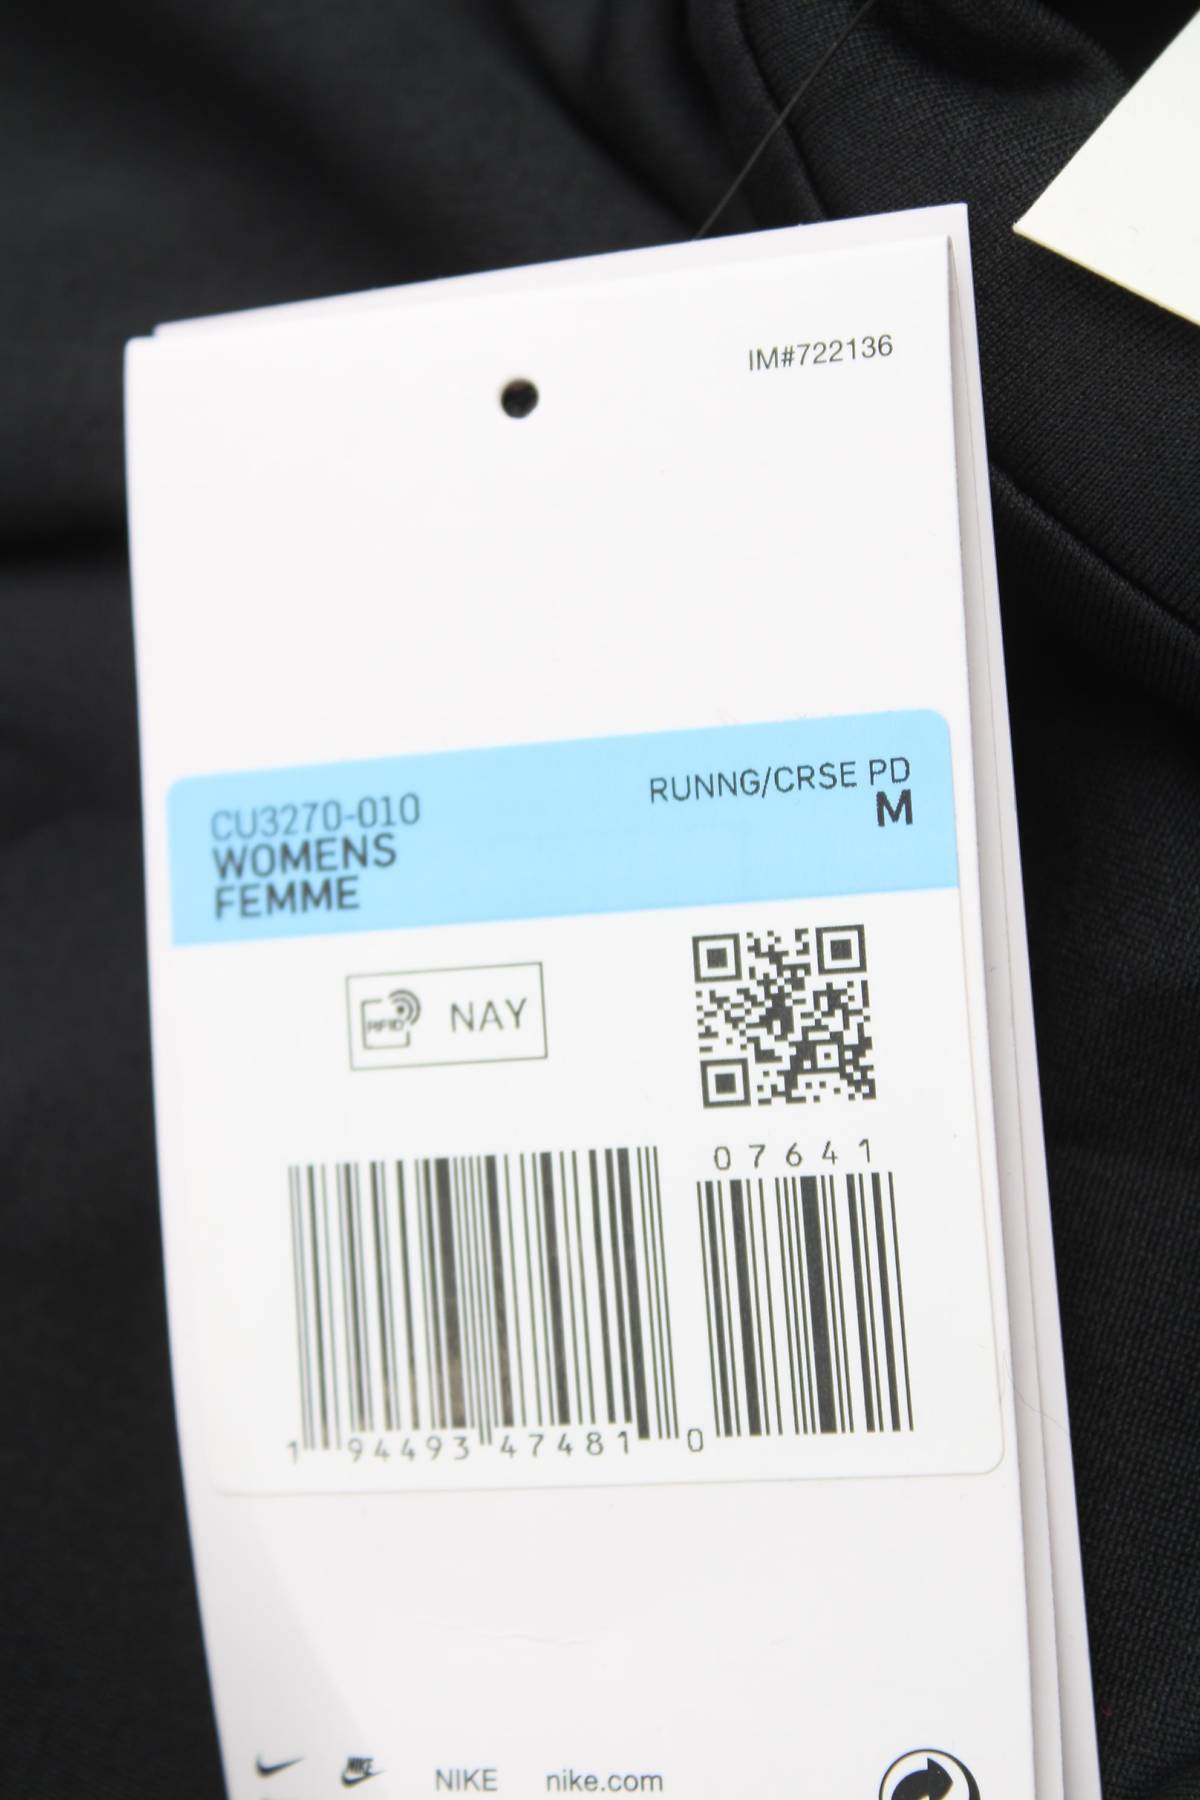 IM#722136
RUNNG/CRSE PD
M
CU3270-010
WOMENS
FEMME
RFID NAY
07641
1 94493 47481 0
NIKE nike.com